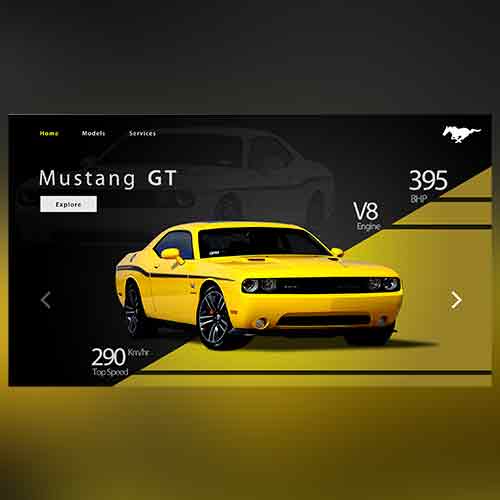 Home Models Services
Mustang GT
Explore
395
BHP
V8
Engine
290 Km/hr
Top Speed